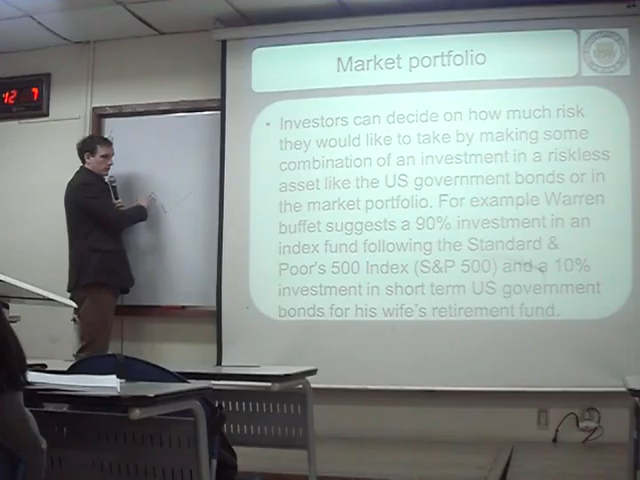 12 7
Market portfolio
• Investors can decide on how much risk
they would like to take by making some
combination of an investment in a riskless
asset like the US government bonds or in
the market portfolio. For example Warren
buffet suggests a 90% investment in an
index fund following the Standard &
Poor's 500 Index (S&P 500) and a 10%
investment in short term US government
bonds for his wife's retirement fund.